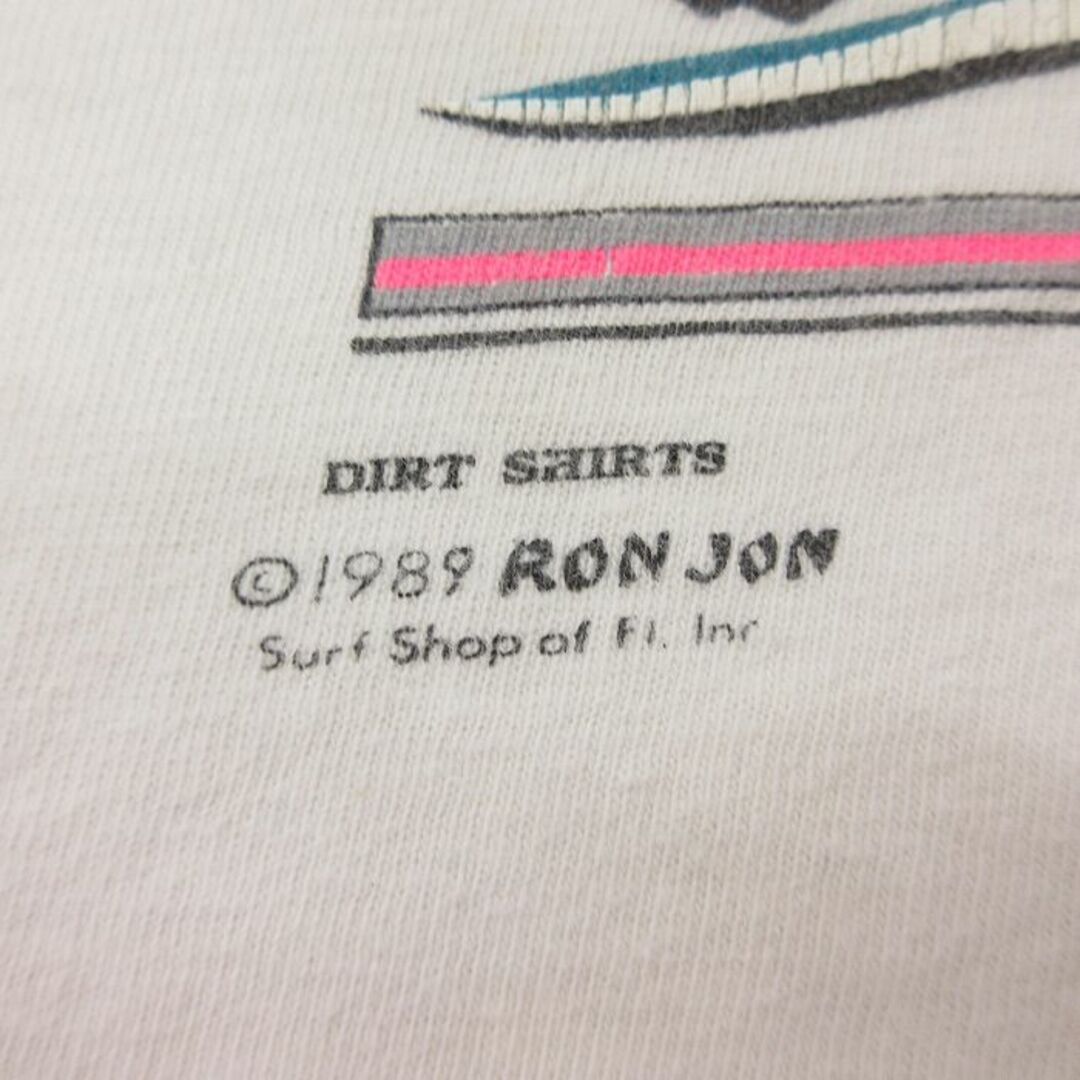 DIRT SHIRTS
©1989 RON JON
Surf Shop of Fl. Inc